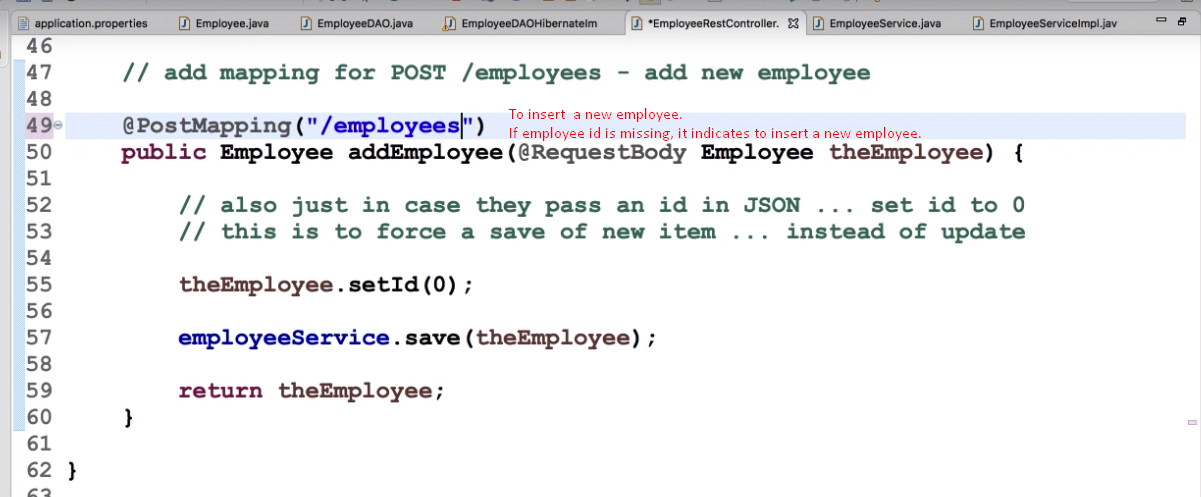 application.properties Employee.java EmployeeDAO.java EmployeeDAOHibernateIm *EmployeeRestController. EmployeeService.java EmployeeServiceImpl.jav
46
47 // add mapping for POST /employees - add new employee
48
To insert a new employee.
49 @PostMapping("/employees")
If employee id is missing, it indicates to insert a new employee.
50 public Employee addEmployee(@RequestBody Employee theEmployee) {
51
52 // also just in case they pass an id in JSON ... set id to 0
53 // this is to force a save of new item ... instead of update
54
55 theEmployee.setId(0);
56
57 employeeService.save(theEmployee);
58
59 return theEmployee;
60 }
61
62 }
63